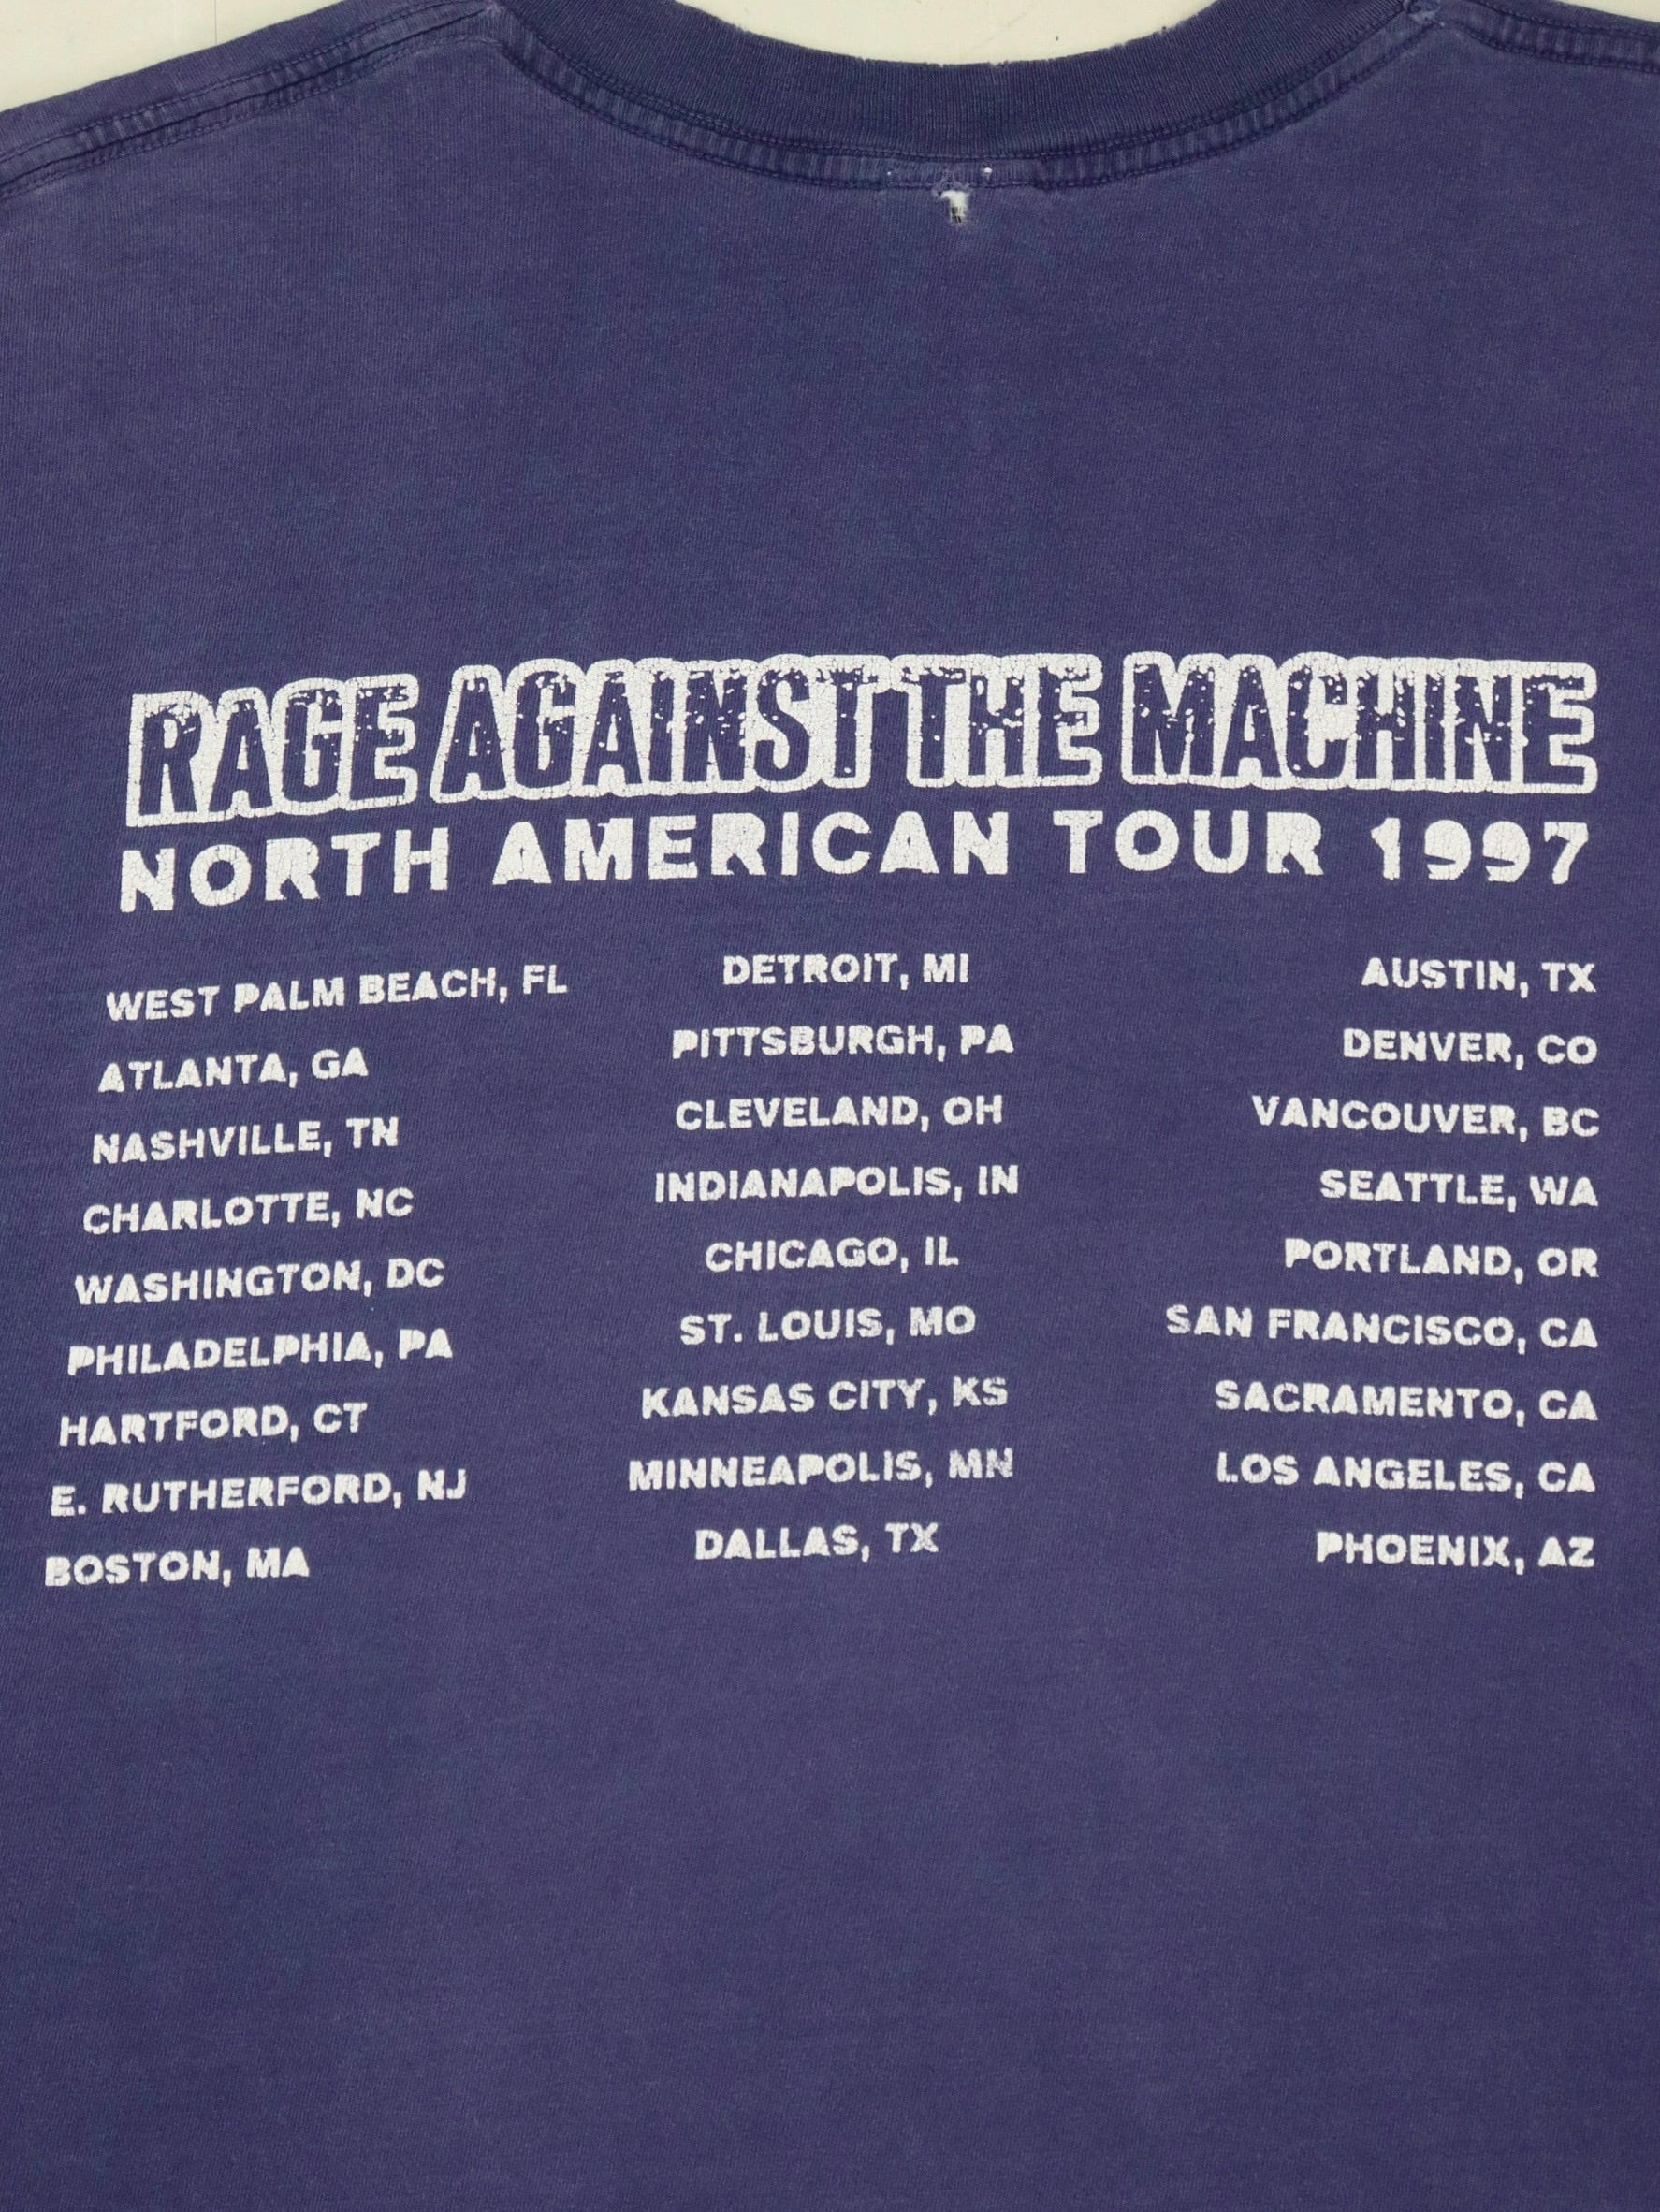 RAGE AGAINST THE MACHINE
NORTH AMERICAN TOUR 1997
WEST PALM BEACH, FL
ATLANTA, GA
NASHVILLE, TN
CHARLOTTE, NC
WASHINGTON, DC
PHILADELPHIA, PA
HARTFORD, CT
E. RUTHERFORD, NJ
BOSTON, MA
DETROIT, MI
PITTSBURGH, PA
CLEVELAND, OH
INDIANAPOLIS, IN
CHICAGO, IL
ST. LOUIS, MO
KANSAS CITY, KS
MINNEAPOLIS, MN
DALLAS, TX
AUSTIN, TX
DENVER, CO
VANCOUVER, BC
SEATTLE, WA
PORTLAND, OR
SAN FRANCISCO, CA
SACRAMENTO, CA
LOS ANGELES, CA
PHOENIX, AZ